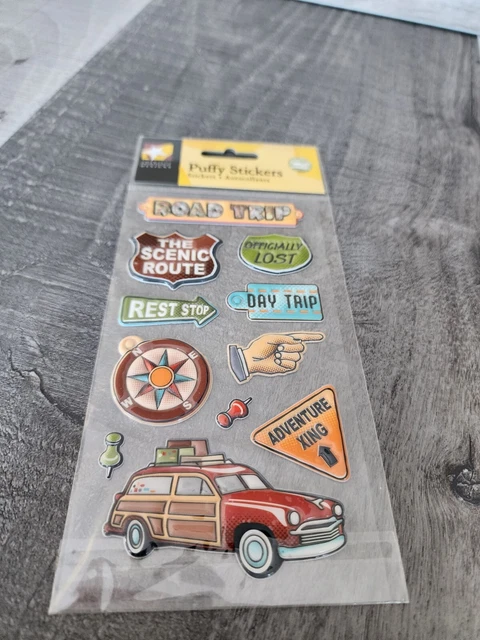 Puffy Stickers
ROAD TRIP
THE
SCENIC
ROUTE
OFFICIALLY
LOST
REST STOP
DAY TRIP
N
E
S
W
ADVENTURE
XING